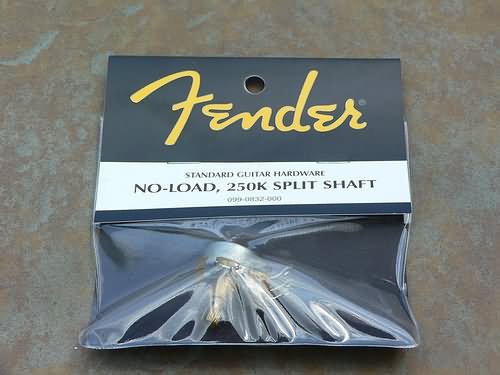 Fender®
STANDARD GUITAR HARDWARE
NO-LOAD, 250K SPLIT SHAFT
099-0832-000